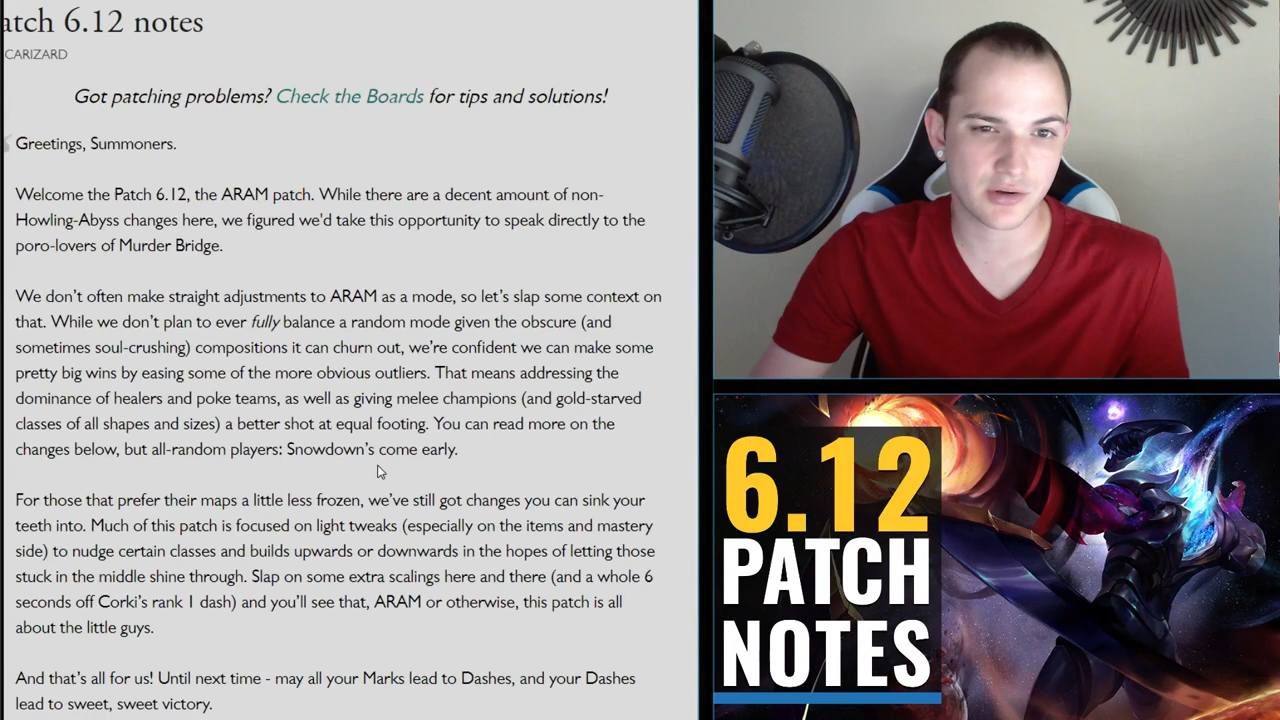 atch 6.12 notes
CARIZARD
Got patching problems? Check the Boards for tips and solutions!
Greetings, Summoners.
Welcome the Patch 6.12, the ARAM patch. While there are a decent amount of non-
Howling-Abyss changes here, we figured we'd take this opportunity to speak directly to the
poro-lovers of Murder Bridge.
We don't often make straight adjustments to ARAM as a mode, so let's slap some context on
that. While we don't plan to ever fully balance a random mode given the obscure (and
sometimes soul-crushing) compositions it can churn out, we're confident we can make some
pretty big wins by easing some of the more obvious outliers. That means addressing the
dominance of healers and poke teams, as well as giving melee champions (and gold-starved
classes of all shapes and sizes) a better shot at equal footing. You can read more on the
changes below, but all-random players: Snowdown's come early.
For those that prefer their maps a little less frozen, we've still got changes you can sink your
teeth into. Much of this patch is focused on light tweaks (especially on the items and mastery
side) to nudge certain classes and builds upwards or downwards in the hopes of letting those
stuck in the middle shine through. Slap on some extra scalings here and there (and a whole 6
seconds off Corki's rank 1 dash) and you'll see that, ARAM or otherwise, this patch is all
about the little guys.
And that's all for us! Until next time - may all your Marks lead to Dashes, and your Dashes
lead to sweet, sweet victory.
6.12
PATCH
NOTES